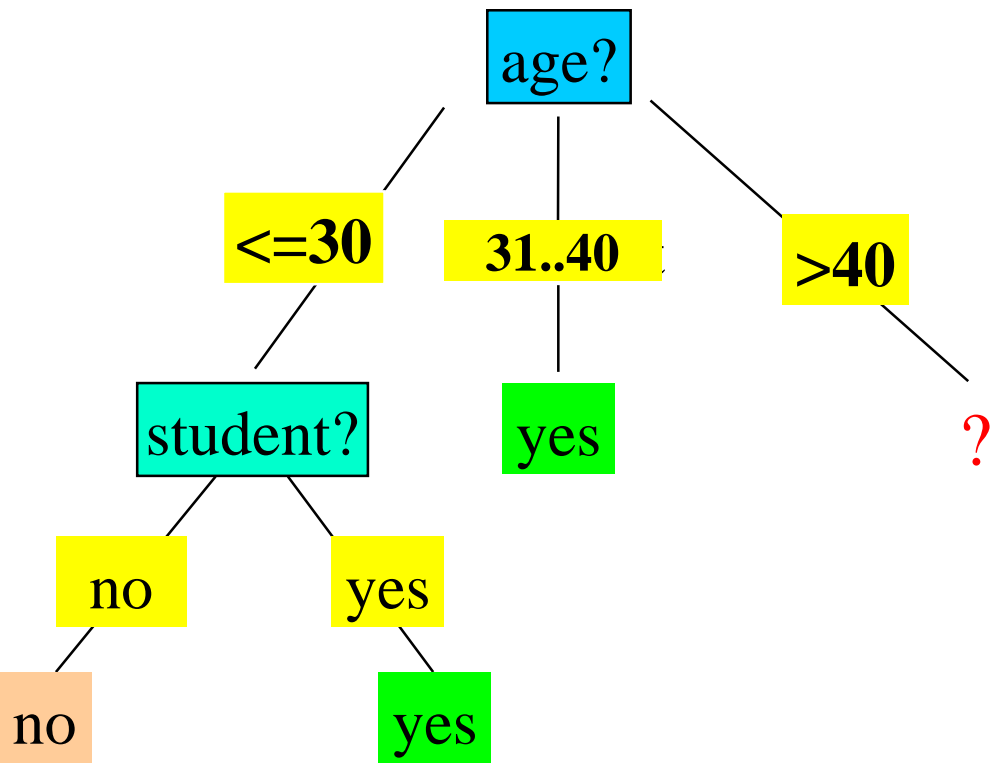 age?
<=30
31..40
>40
student?
yes
?
no
yes
no
yes